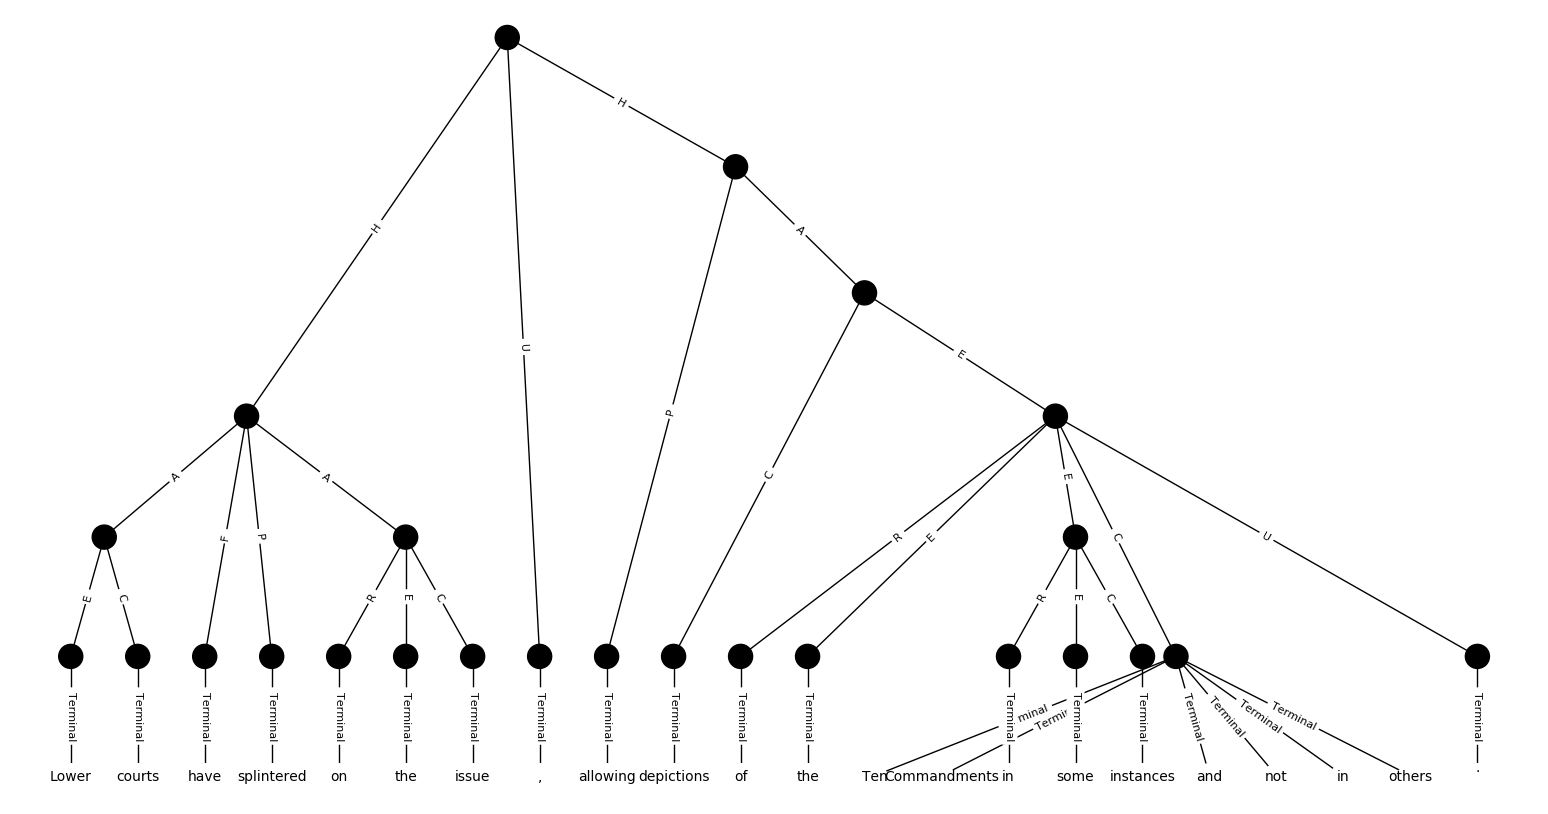 H
A
H
U
P
C
E
A
A
F
P
R
E
E
C
U
E
C
R
E
C
R
E
C
Terminal Terminal Terminal Terminal Terminal Terminal Terminal Terminal Terminal Terminal Terminal Terminal minal Termi Terminal Terminal Terminal Terminal Terminal Terminal Terminal Terminal
Lower courts have splintered on the issue , allowing depictions of the Ten Commandments in some instances and not in others .